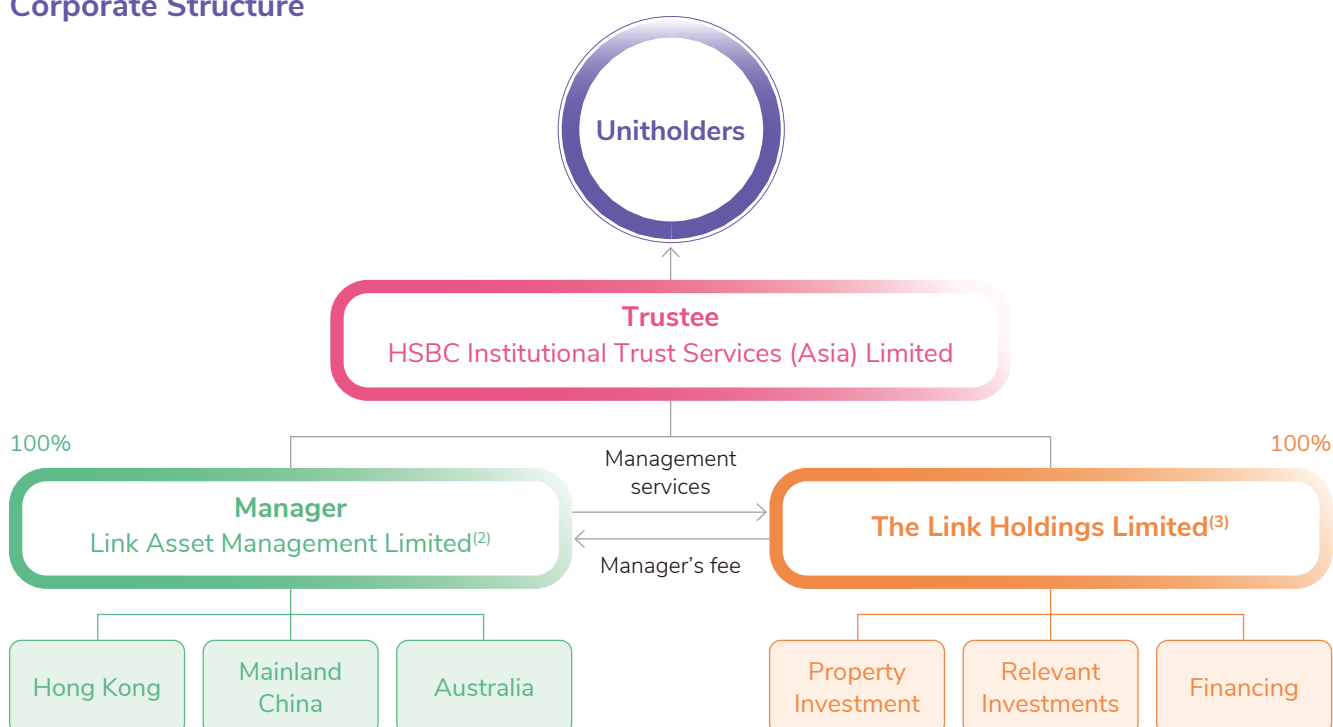 Corporate Structure
Unitholders
Trustee
HSBC Institutional Trust Services (Asia) Limited
100%
100%
Management
services
Manager
Link Asset Management Limited(2)
The Link Holdings Limited(3)
Manager’s fee
Hong Kong
Mainland
China
Australia
Property
Investment
Relevant
Investments
Financing